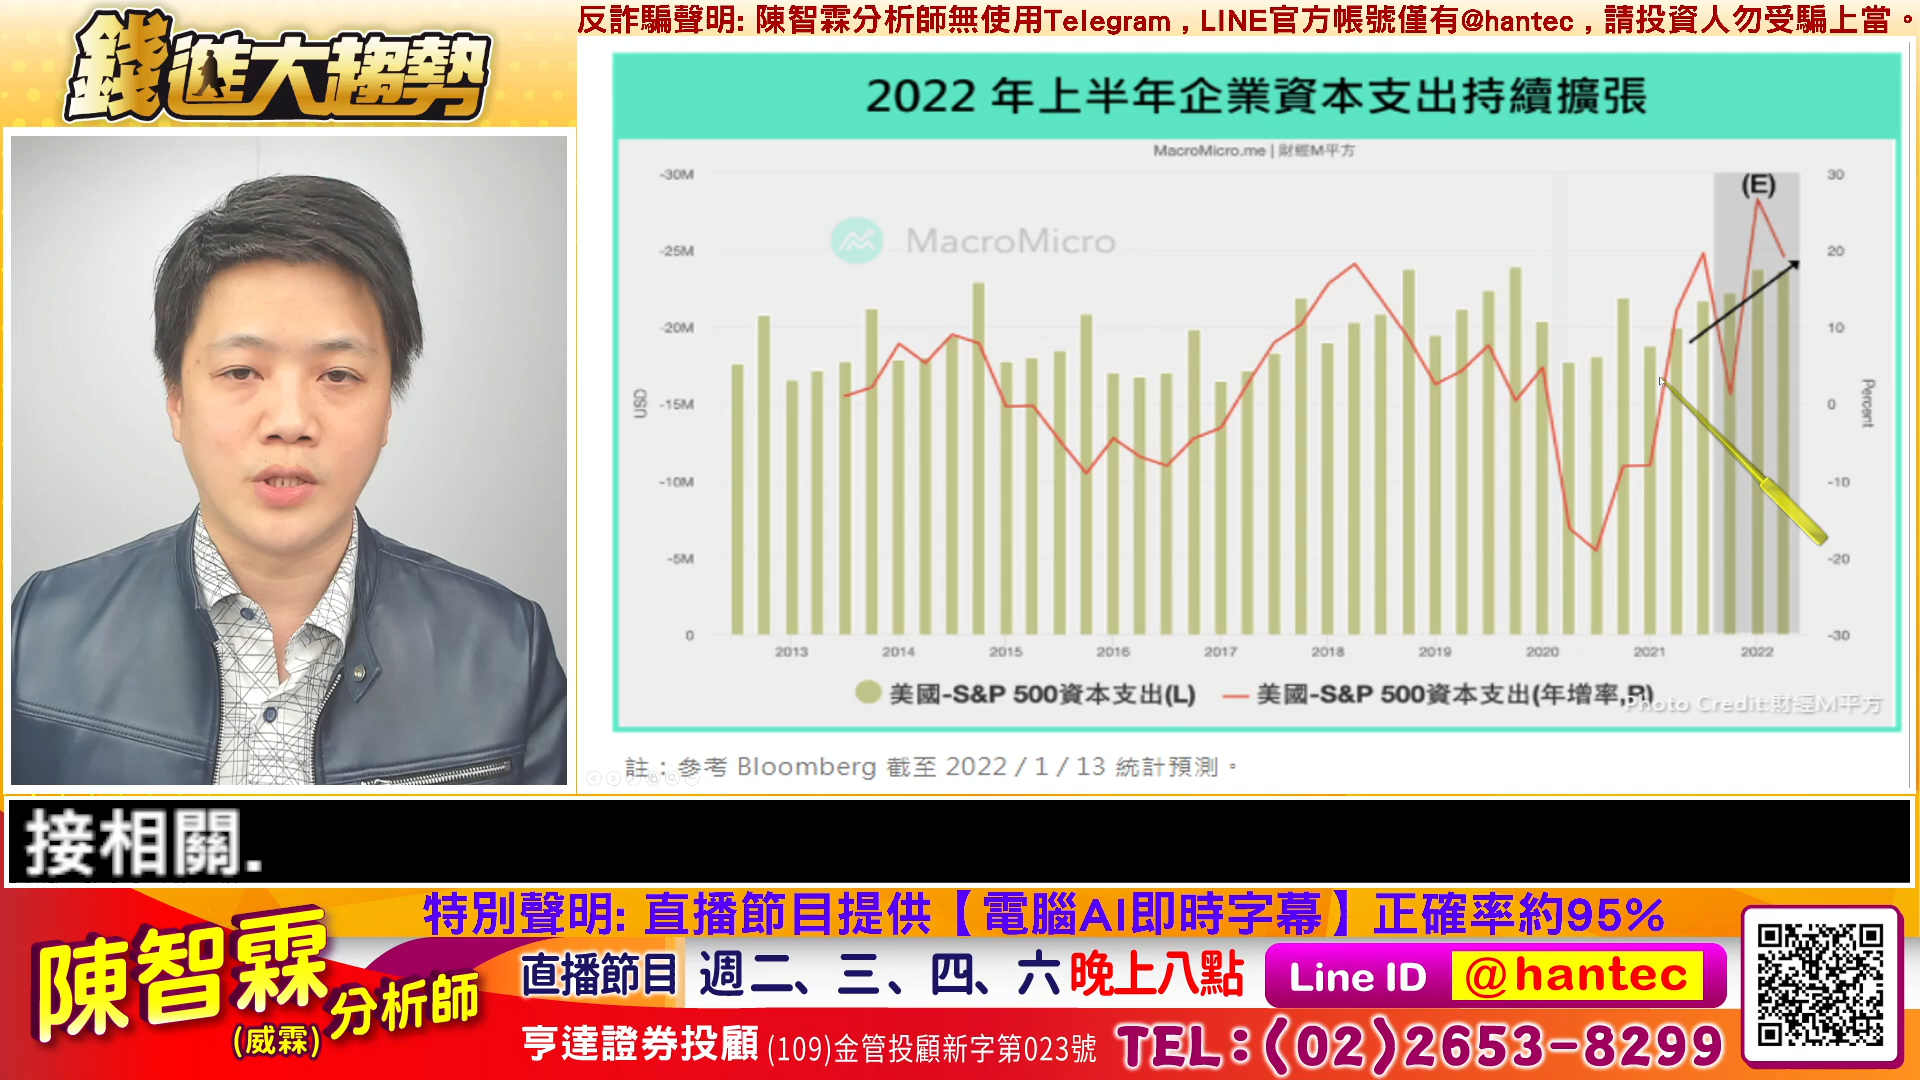 反詐騙聲明: 陳智霖分析師無使用Telegram , LINE官方帳號僅有@hantec , 請投資人勿受騙上當。
錢進大趨勢
2022 年上半年企業資本支出持續擴張
MacroMicro.me | 財經M平方
-30M
-25M
-20M
-15M
-10M
-5M
0
USD
MacroMicro
(E)
30
20
10
0
-10
-20
-30
Percent
2013 2014 2015 2016 2017 2018 2019 2020 2021 2022
美國-S&P 500資本支出(L) 美國-S&P 500資本支出(年增率,R)
Photo Credit:財經M平方
註：參考 Bloomberg 截至 2022 / 1 / 13 統計預測。
接相關.
特別聲明: 直播節目提供【電腦AI即時字幕】正確率約95%
陳智霖分析師
(威霖)
直播節目 週二、三、四、六 晚上八點
Line ID @hantec
亨達證券投顧 (109)金管投顧新字第023號 TEL:(02)2653-8299